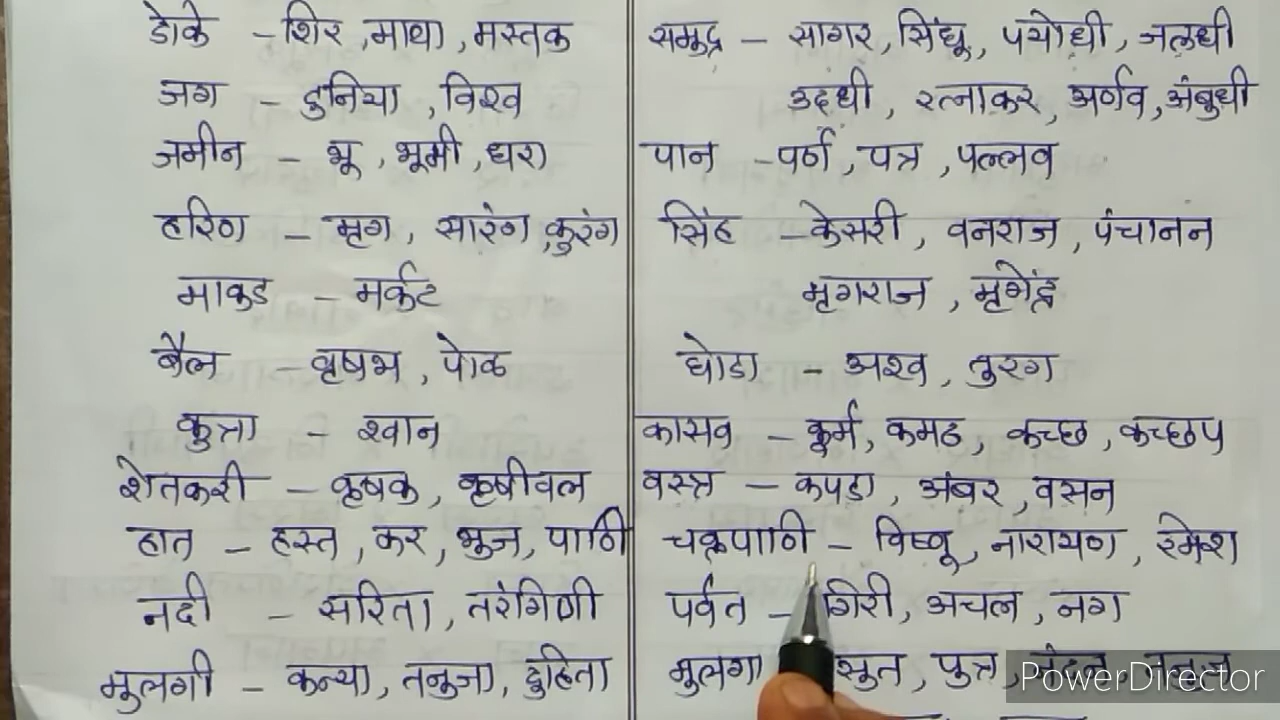 डोके – शिर, माथा, मस्तक
जग – दुनिया, विश्व
जमीन – भू, भूमी, धरा
हरिण – मृग, सारंग, कुरंग
माकड – मर्कट
बैल – वृषभ, पोळ
कुत्रा – श्वान
शेतकरी – कृषक, कृषीवल
हात – हस्त, कर, भुज, पाणि
नदी – सरिता, तरंगिणी
मुलगी – कन्या, तनुजा, दुहिता
समुद्र – सागर, सिंधू, पयोधी, जलधी
उदधी, रत्नाकर, अर्णव, अंबुधी
पान – पर्ण, पत्र, पल्लव
सिंह – केसरी, वनराज, पंचानन
मृगराज, मृगेंद्र
घोडा – अश्व, तुरग
कासव – कूर्म, कमठ, कच्छ, कच्छप
वस्त्र – कपडा, अंबर, वसन
चक्रपाणि – विष्णू, नारायण, रमेश
पर्वत – गिरी, अचल, नग
मुलगा सुत, पुत्र, नंदन, तनुज
PowerDirector